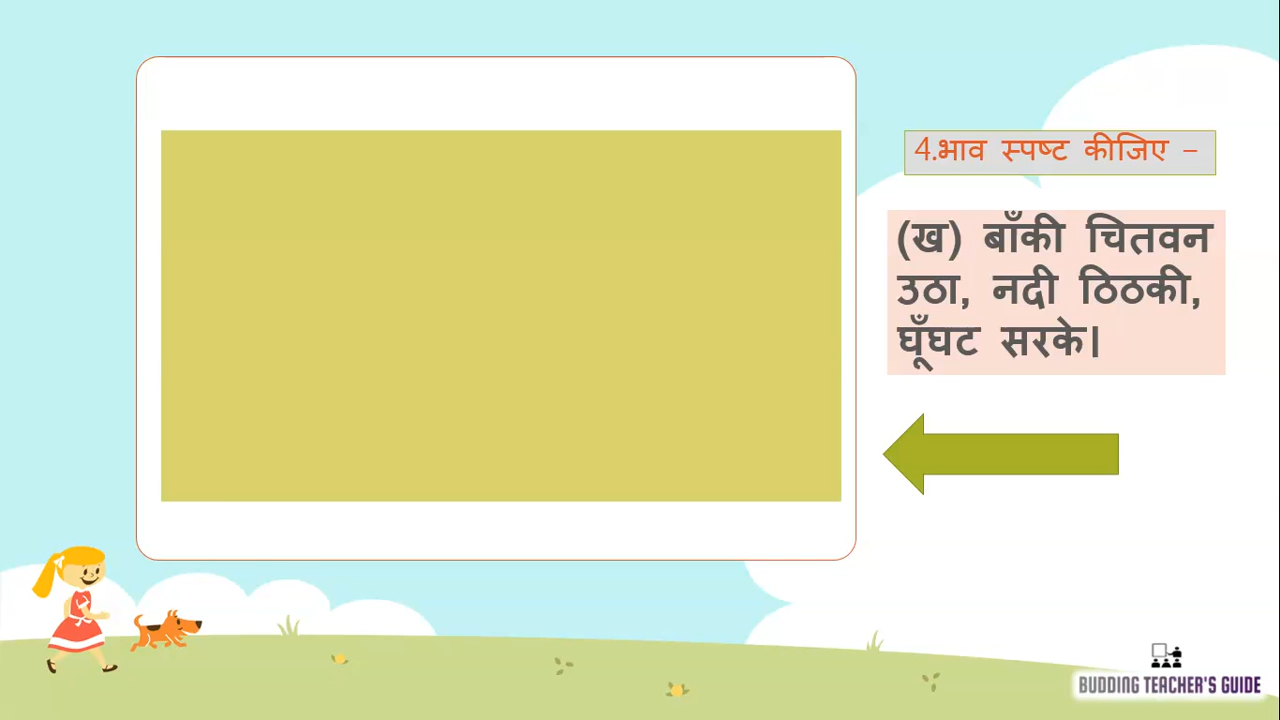 4.भाव स्पष्ट कीजिए –
(ख) बाँकी चितवन
उठा, नदी ठिठकी,
घूँघट सरके।
BUDDING TEACHER'S GUIDE